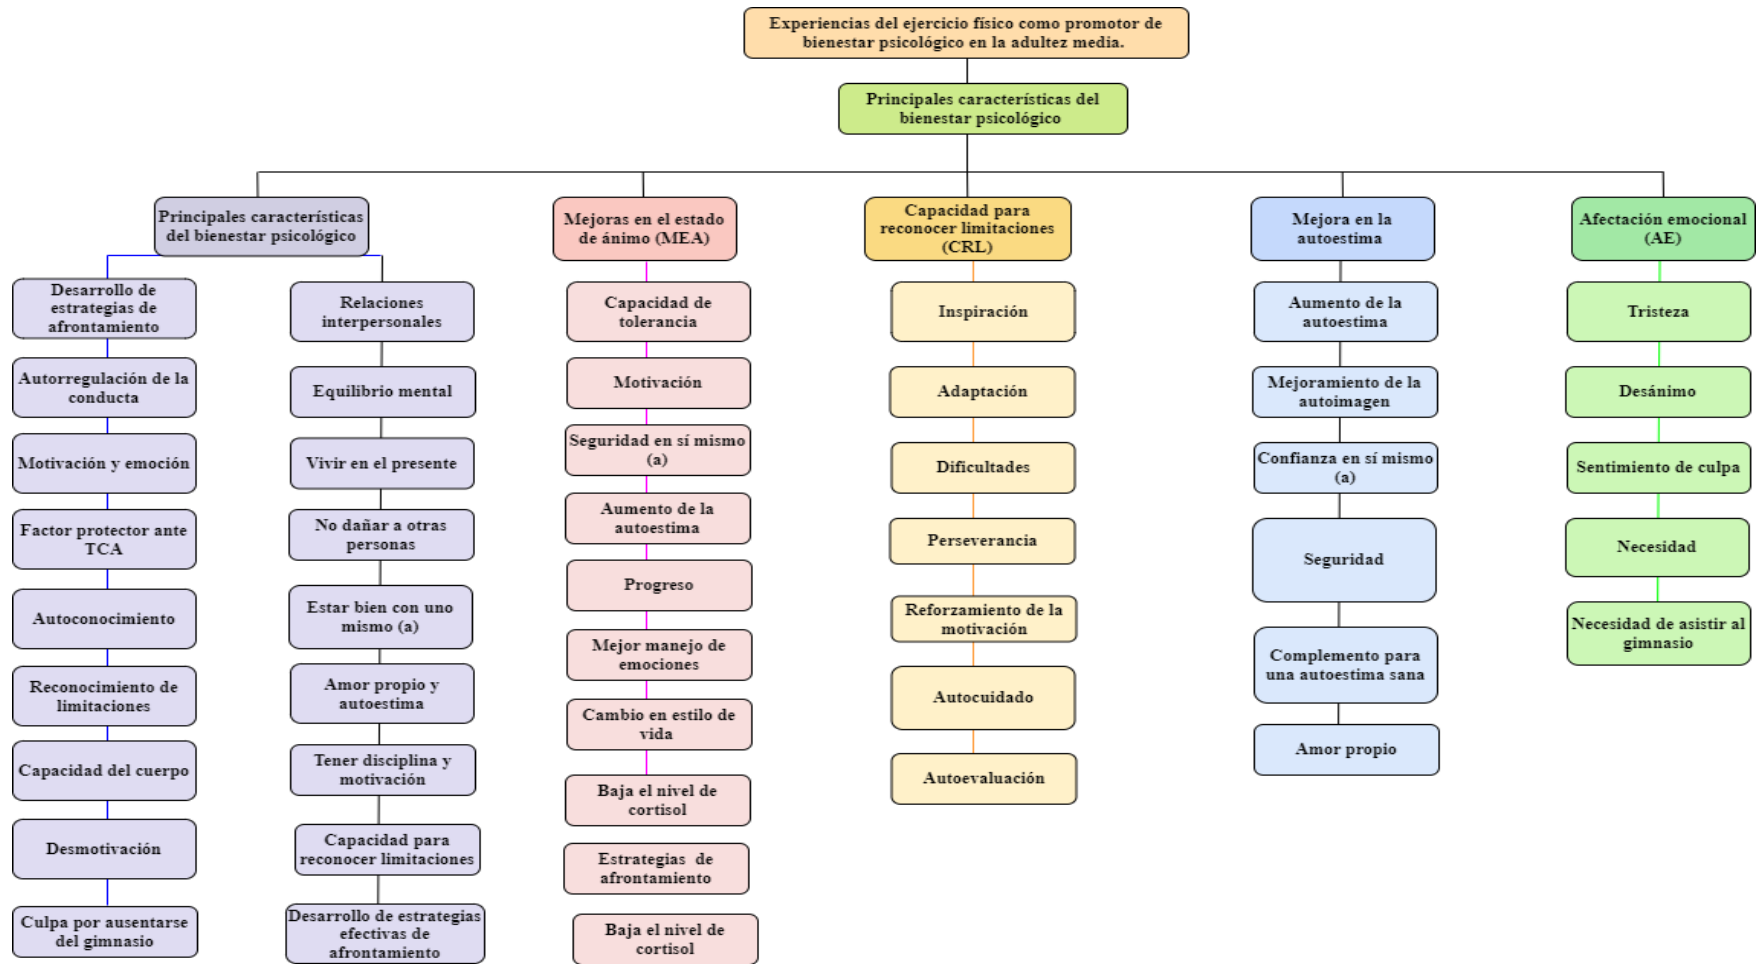 Experiencias del ejercicio físico como promotor de
bienestar psicológico en la adultez media.
Principales característícas del
bienestar psicológico
Principales característícas
del bienestar psicológico
Desarrollo de
estrategias de
afrontamiento
Autorregulación de la
conducta
Motivación y emoción
Factor protector ante
TCA
Autoconocimiento
Reconocimiento de
limitaciones
Capacidad del cuerpo
Desmotivación
Culpa por ausentarse
del gimnasio
Relaciones
interpersonales
Equilibrio mental
Vivir en el presente
No dañar a otras
personas
Estar bien con uno
mismo (a)
Amor propio y
autoestima
Tener disciplina y
motivación
Capacidad para
reconocer limitaciones
Desarrollo de estrategias
efectivas de
afrontamiento
Mejoras en el estado
de ánimo (MEA)
Capacidad de
tolerancia
Motivación
Seguridad en sí mismo
(a)
Aumento de la
autoestima
Progreso
Mejor manejo de
emociones
Cambio en estilo de
vida
Baja el nivel de
cortisol
Estrategias de
afrontamiento
Baja el nivel de
cortisol
Capacidad para
reconocer limitaciones
(CRL)
Inspiración
Adaptación
Dificultades
Perseverancia
Reforzamiento de la
motivación
Autocuidado
Autoevaluación
Mejora en la
autoestima
Aumento de la
autoestima
Mejoramiento de la
autoimagen
Confianza en sí mismo
(a)
Seguridad
Complemento para
una autoestima sana
Amor propio
Afectación emocional
(AE)
Tristeza
Desánimo
Sentimiento de culpa
Necesidad
Necesidad de asistir al
gimnasio